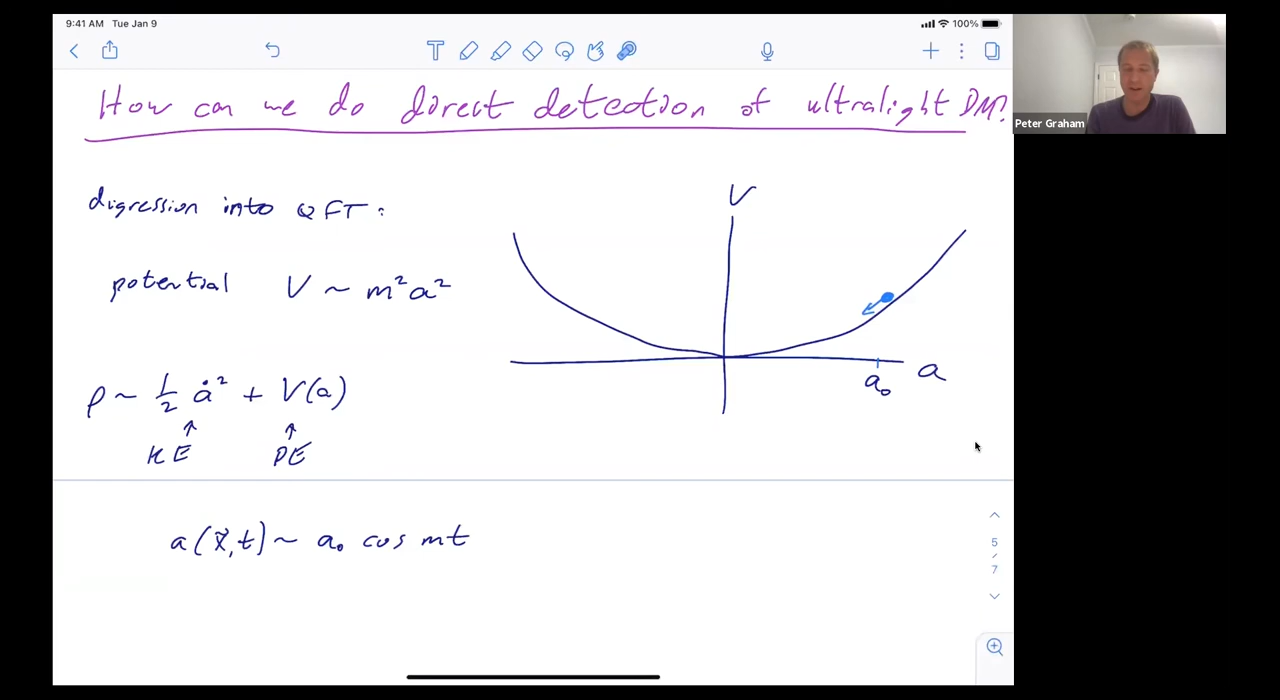 9:41 AM Tue Jan 9
100%
How can we do direct detection of ultralight DM?
Peter Graham
digression into QFT:
V
potential V ~ m²a²
a₀
a
ρ ~ 1/2 ȧ² + V(a)
↑ ↑
KE PE
a(x⃗,t) ~ a₀ cos mt
5
/
7